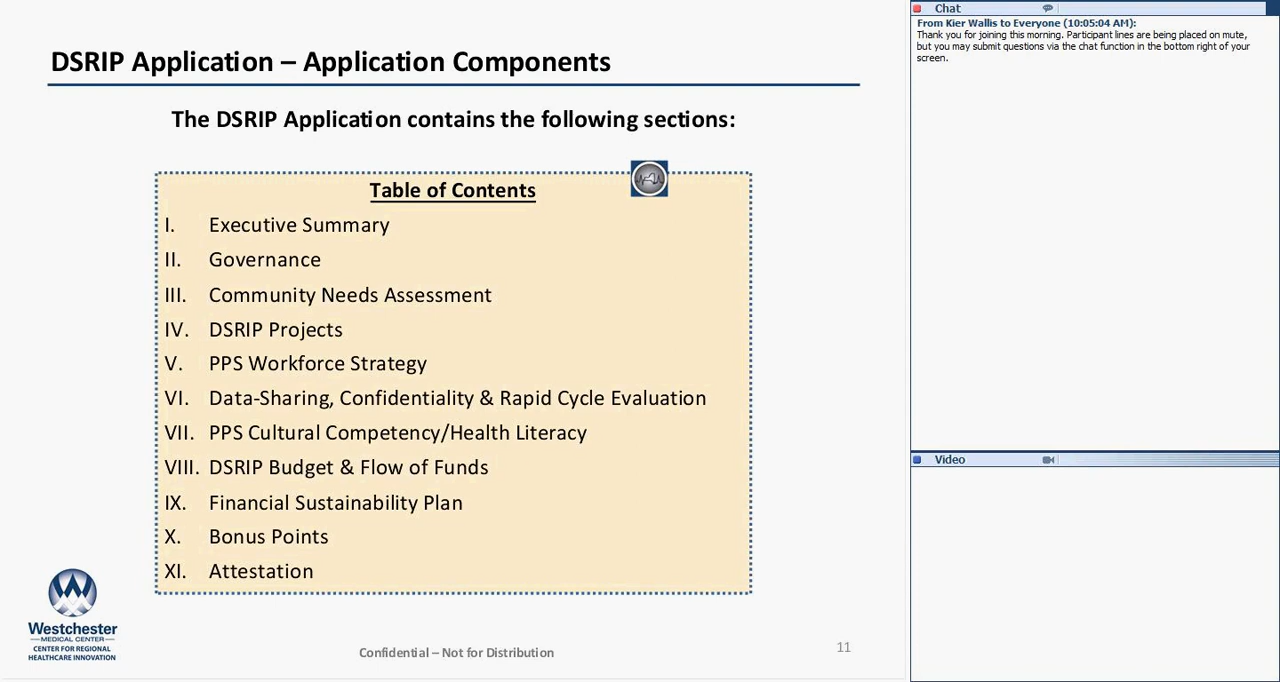 DSRIP Application – Application Components
The DSRIP Application contains the following sections:
Table of Contents
I. Executive Summary
II. Governance
III. Community Needs Assessment
IV. DSRIP Projects
V. PPS Workforce Strategy
VI. Data-Sharing, Confidentiality & Rapid Cycle Evaluation
VII. PPS Cultural Competency/Health Literacy
VIII. DSRIP Budget & Flow of Funds
IX. Financial Sustainability Plan
X. Bonus Points
XI. Attestation
Westchester
MEDICAL CENTER
CENTER FOR REGIONAL
HEALTHCARE INNOVATION
Confidential – Not for Distribution
11
Chat
From Kier Wallis to Everyone (10:05:04 AM):
Thank you for joining this morning. Participant lines are being placed on mute,
but you may submit questions via the chat function in the bottom right of your
screen.
Video